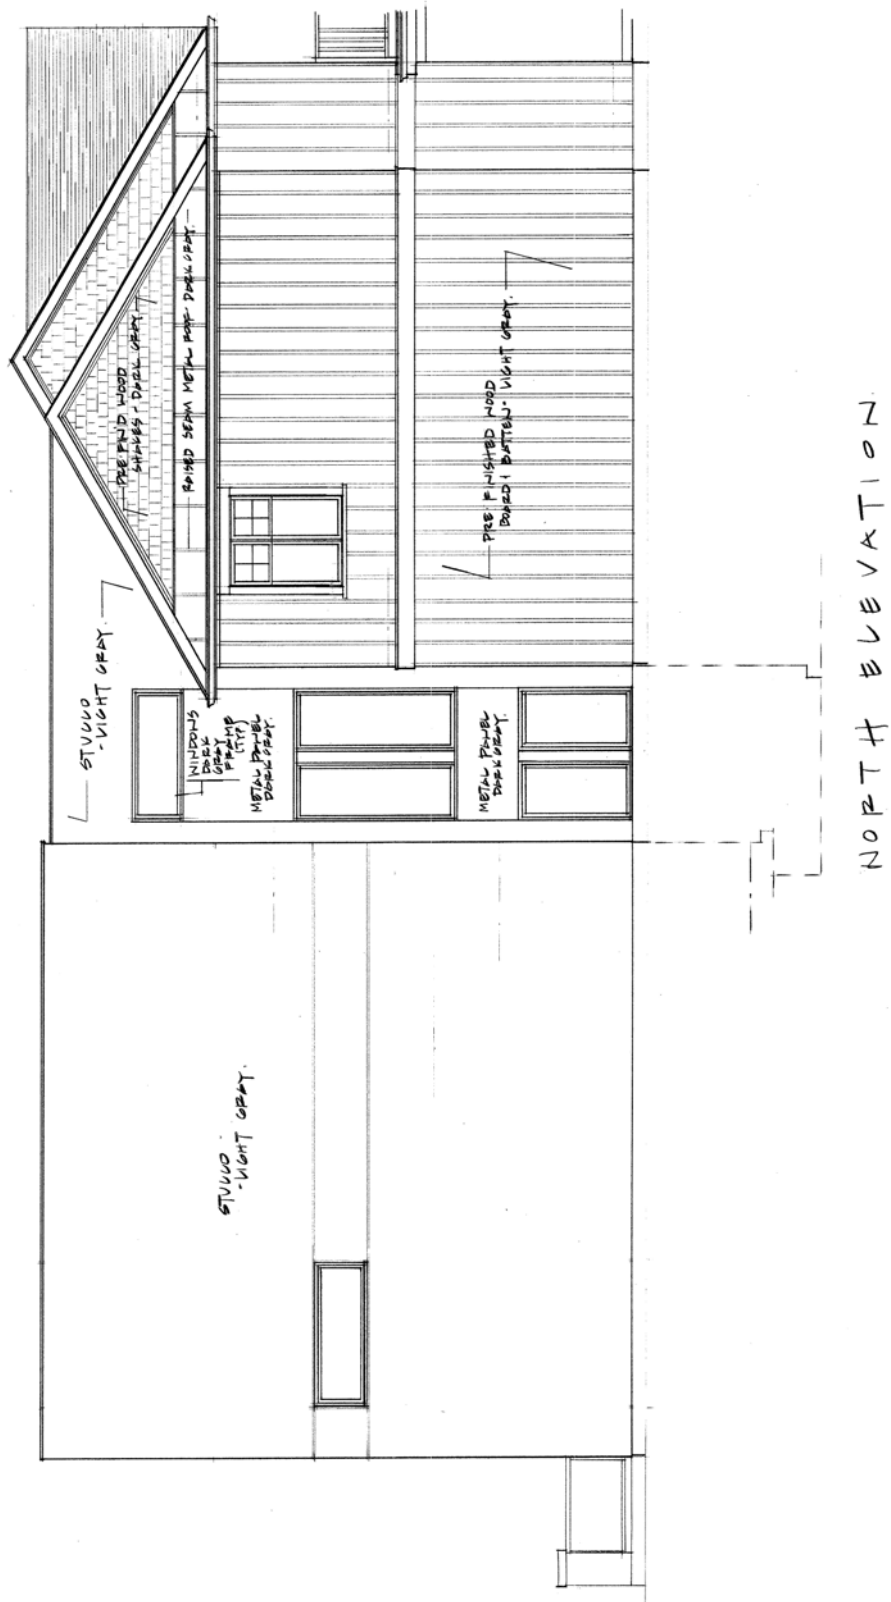 STUCCO
- LIGHT GRAY.
PRE-FIN'D WOOD
SHAKES - DARK GRAY
RAISED SEAM METAL ROOF DARK GRAY.
WINDOWS
DARK
GRAY
FRAME
(TYP)
METAL PANEL
DARK GRAY.
METAL PANEL
DARK GRAY.
PRE-FINISHED WOOD
BOARD & BATTEN - LIGHT GRAY.
STUCCO
- LIGHT GRAY.
NORTH ELEVATION.